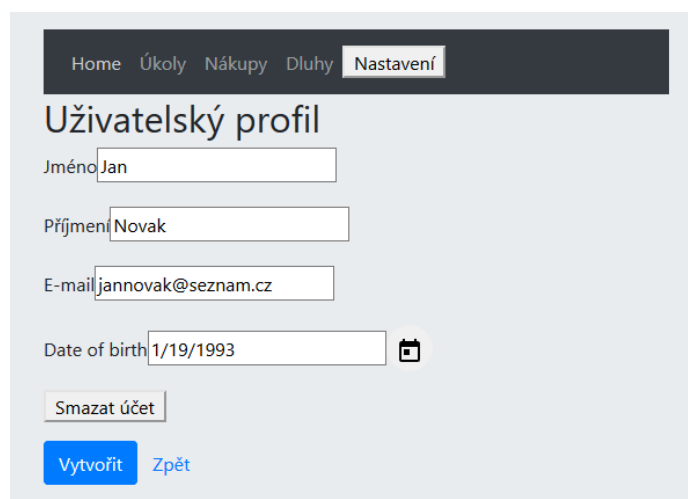 Home Úkoly Nákupy Dluhy Nastavení
Uživatelský profil
Jméno Jan
Příjmení Novak
E-mail jannovak@seznam.cz
Date of birth 1/19/1993
Smazat účet
Vytvořit Zpět